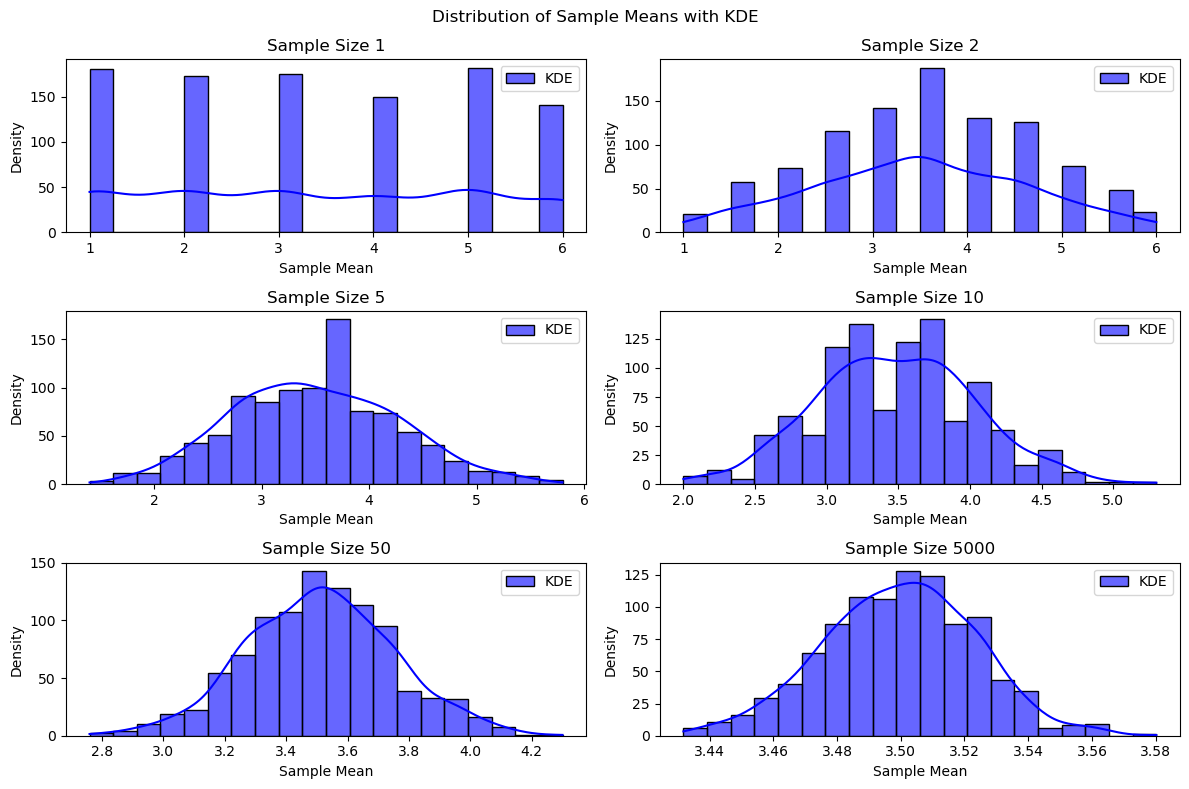 Distribution of Sample Means with KDE
Sample Size 1
KDE
Density
150
100
50
0
1 2 3 4 5 6
Sample Mean
Sample Size 2
KDE
Density
150
100
50
0
1 2 3 4 5 6
Sample Mean
Sample Size 5
KDE
Density
150
100
50
0
2 3 4 5 6
Sample Mean
Sample Size 10
KDE
Density
125
100
75
50
25
0
2.0 2.5 3.0 3.5 4.0 4.5 5.0
Sample Mean
Sample Size 50
KDE
Density
150
100
50
0
2.8 3.0 3.2 3.4 3.6 3.8 4.0 4.2
Sample Mean
Sample Size 5000
KDE
Density
125
100
75
50
25
0
3.44 3.46 3.48 3.50 3.52 3.54 3.56 3.58
Sample Mean